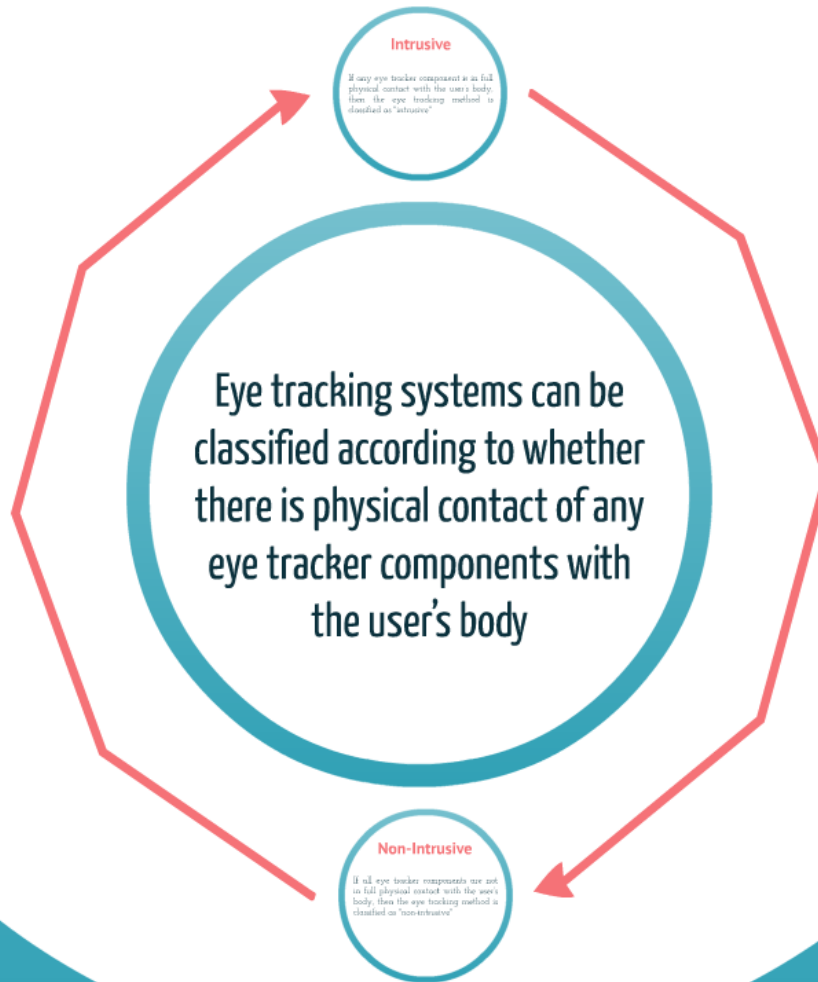 Intrusive
If any eye tracker component is in full
physical contact with the user's body,
then the eye tracking method is
classified as "intrusive"
Eye tracking systems can be
classified according to whether
there is physical contact of any
eye tracker components with
the user's body
Non-Intrusive
If all eye tracker components are not
in full physical contact with the user's
body, then the eye tracking method is
classified as "non-intrusive"